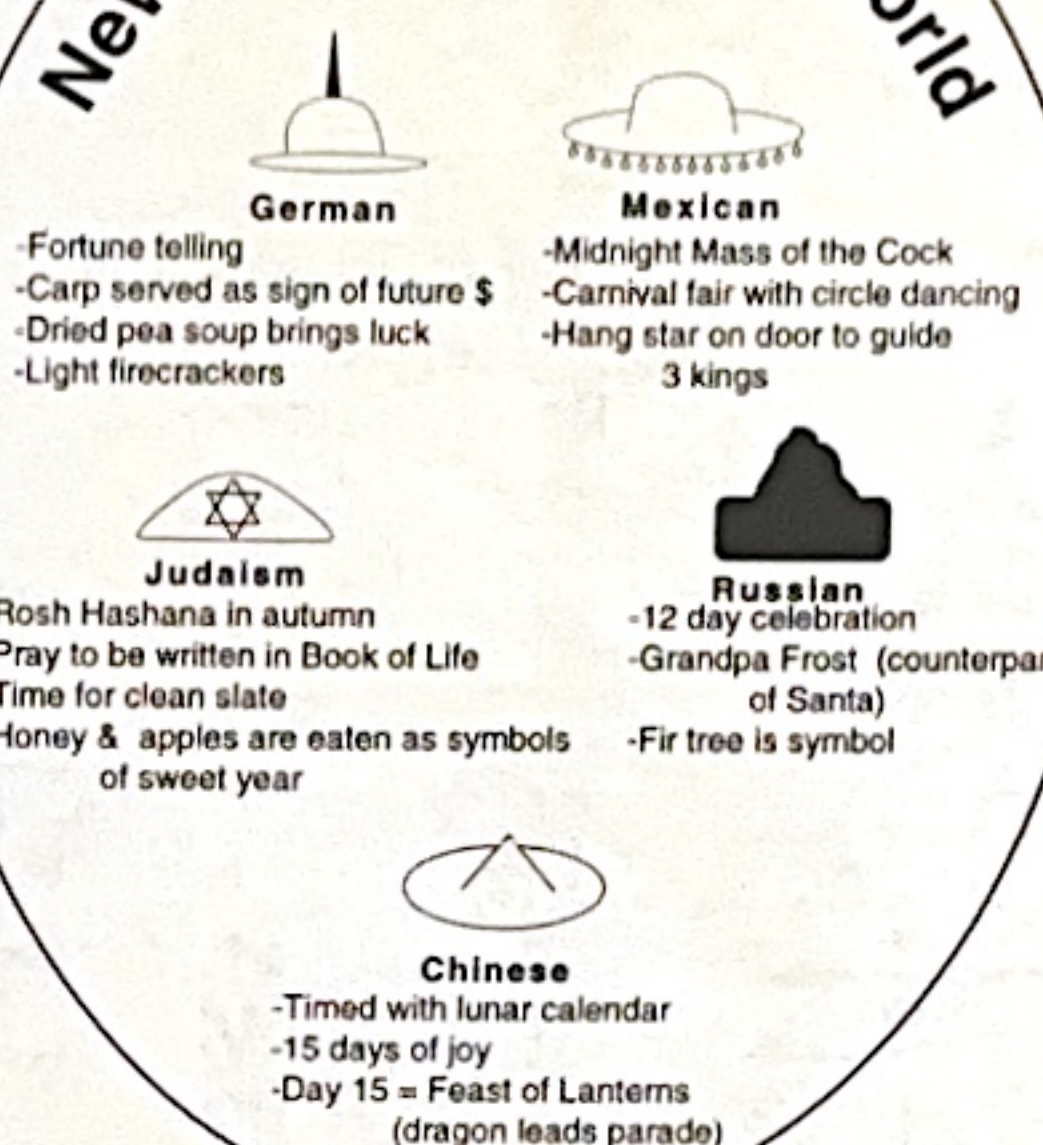 New
orld
German
-Fortune telling
-Carp served as sign of future $
-Dried pea soup brings luck
-Light firecrackers
Mexican
-Midnight Mass of the Cock
-Carnival fair with circle dancing
-Hang star on door to guide
3 kings
Judaism
Rosh Hashana in autumn
Pray to be written in Book of Life
Time for clean slate
Honey & apples are eaten as symbols
of sweet year
Russian
-12 day celebration
-Grandpa Frost (counterpar
of Santa)
-Fir tree is symbol
Chinese
-Timed with lunar calendar
-15 days of joy
-Day 15 = Feast of Lanterns
(dragon leads parade)